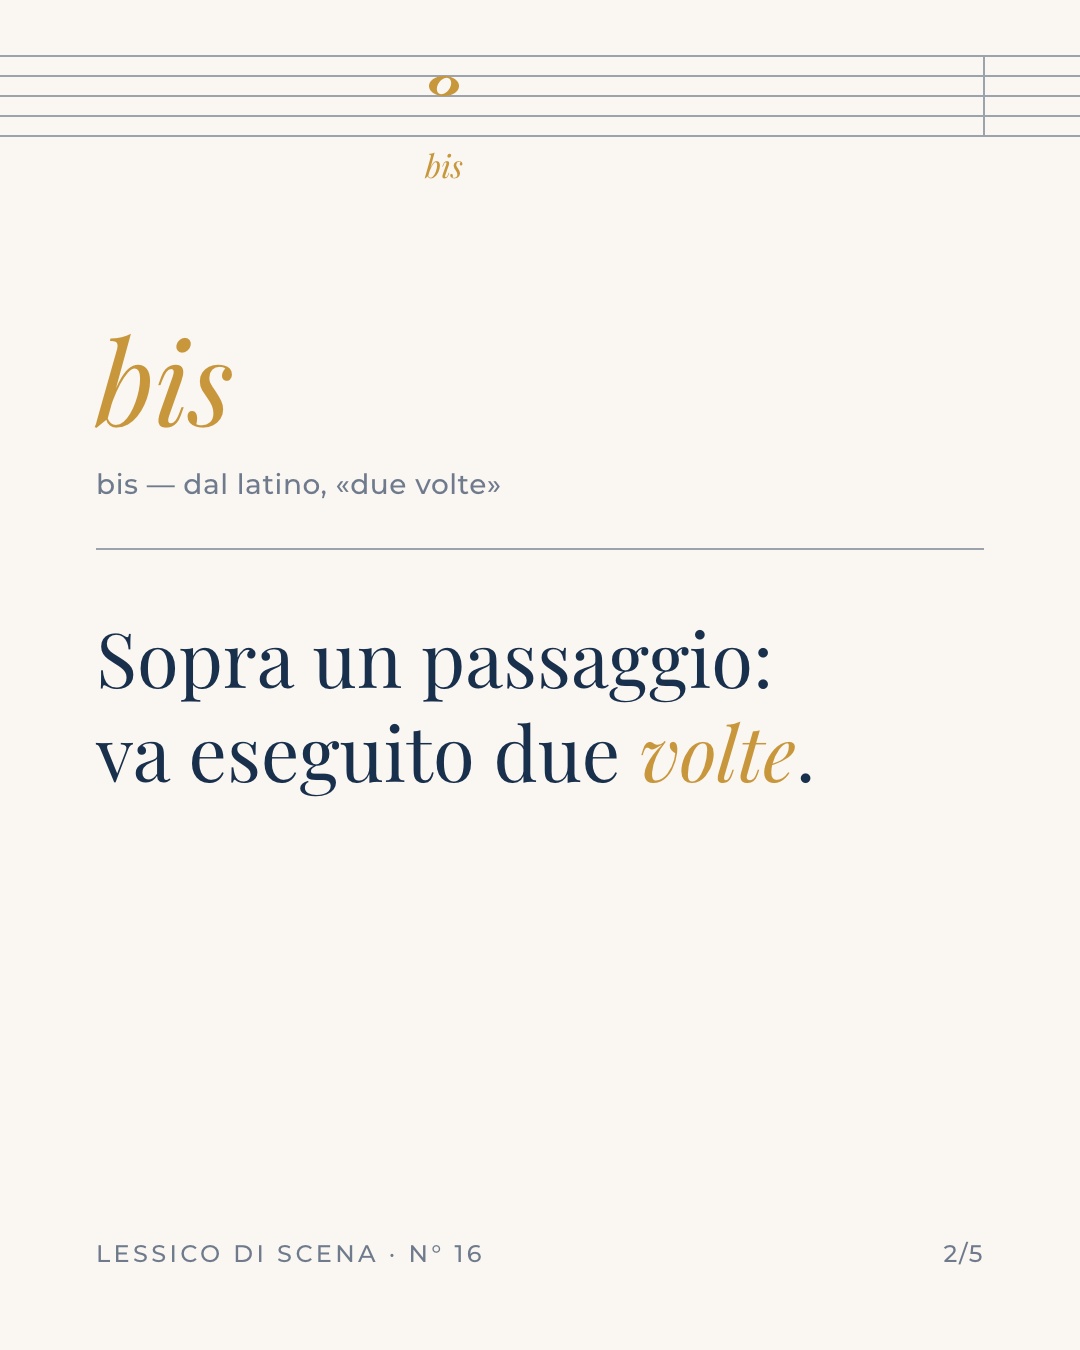 bis
bis
bis — dal latino, «due volte»
Sopra un passaggio:
va eseguito due volte.
LESSICO DI SCENA · N° 16
2/5